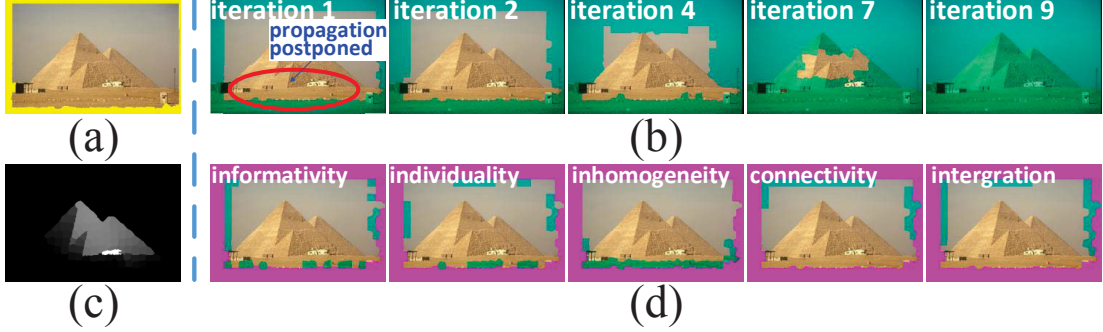 iteration 1
iteration 2
iteration 4
iteration 7
iteration 9
propagation
postponed
(a)
(b)
informativity
individuality
inhomogeneity
connectivity
intergration
(c)
(d)